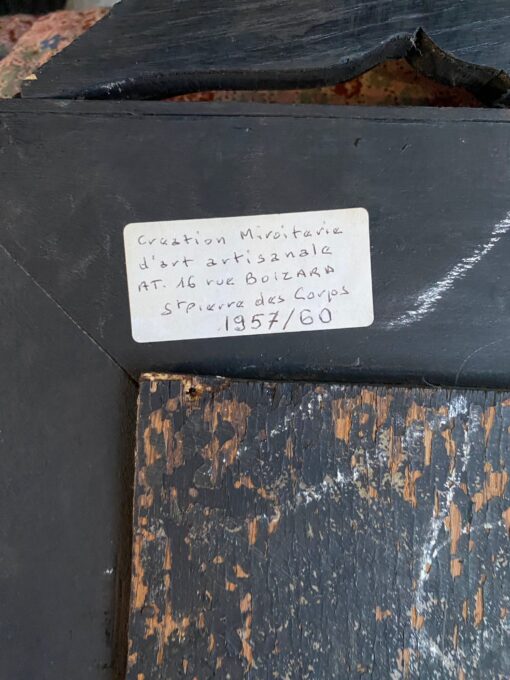 Creation Miroiterie
d'art artisanale
AT. 16 rue BOIZARD
St Pierre des Corps
1957/60